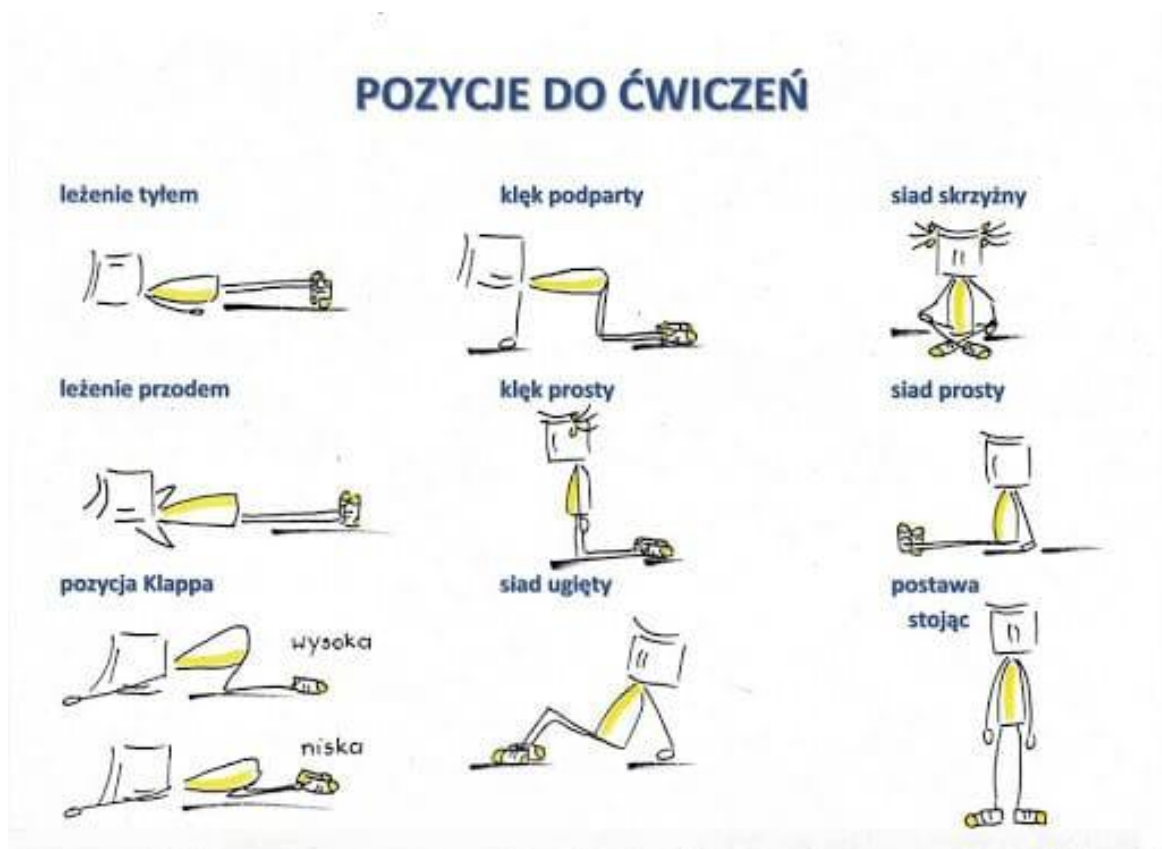 POZYCJE DO ĆWICZEŃ
leżenie tyłem
klęk podparty
siad skrzyżny
leżenie przodem
klęk prosty
siad prosty
pozycja Klappa
wysoka
niska
siad ugięty
postawa
stojąc